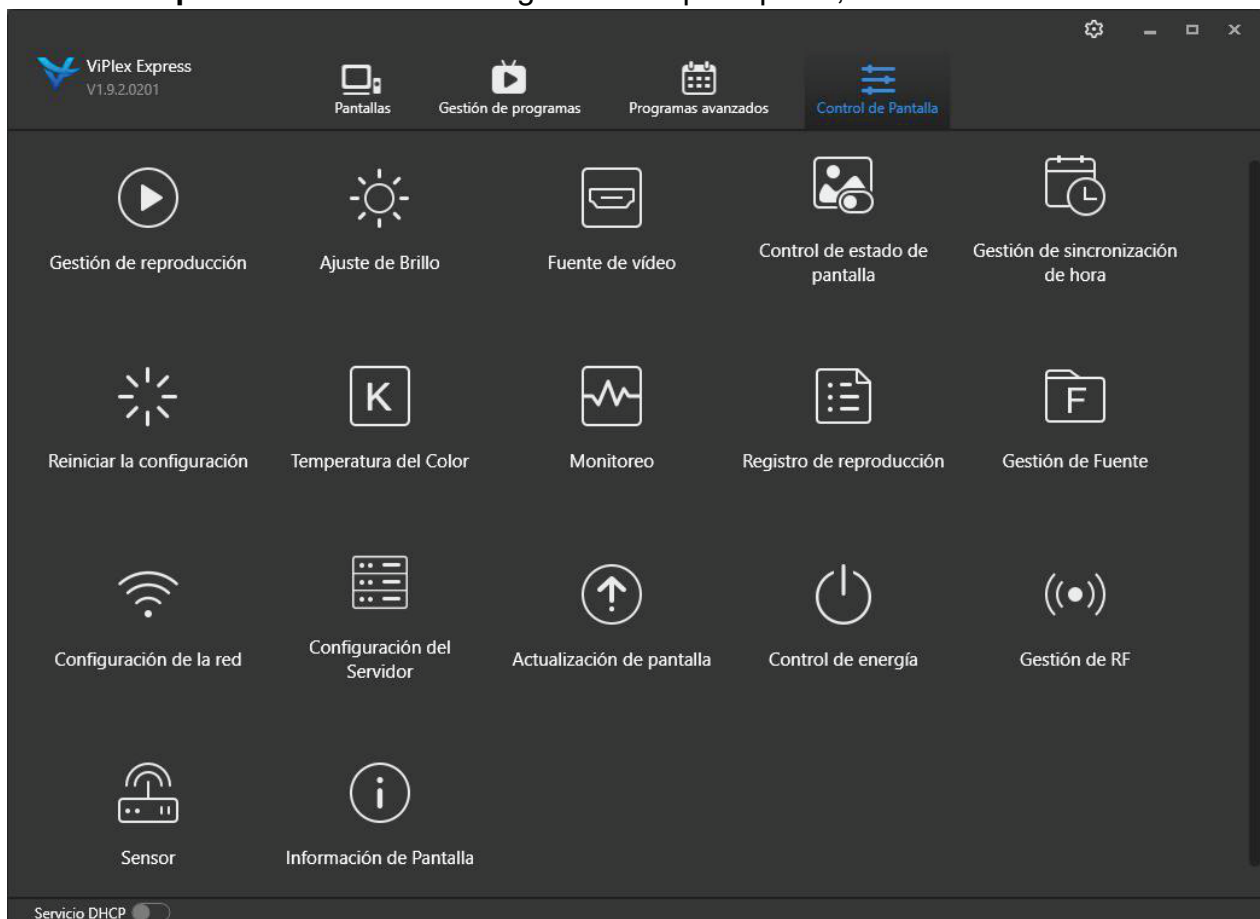 ViPlex Express
V1.9.2.0201
Pantallas
Gestión de programas
Programas avanzados
Control de Pantalla
Gestión de reproducción
Ajuste de Brillo
Fuente de vídeo
Control de estado de
pantalla
Gestión de sincronización
de hora
Reiniciar la configuración
K
Temperatura del Color
Monitoreo
Registro de reproducción
F
Gestión de Fuente
Configuración de la red
Configuración del
Servidor
Actualización de pantalla
Control de energía
Gestión de RF
Sensor
Información de Pantalla
Servicio DHCP